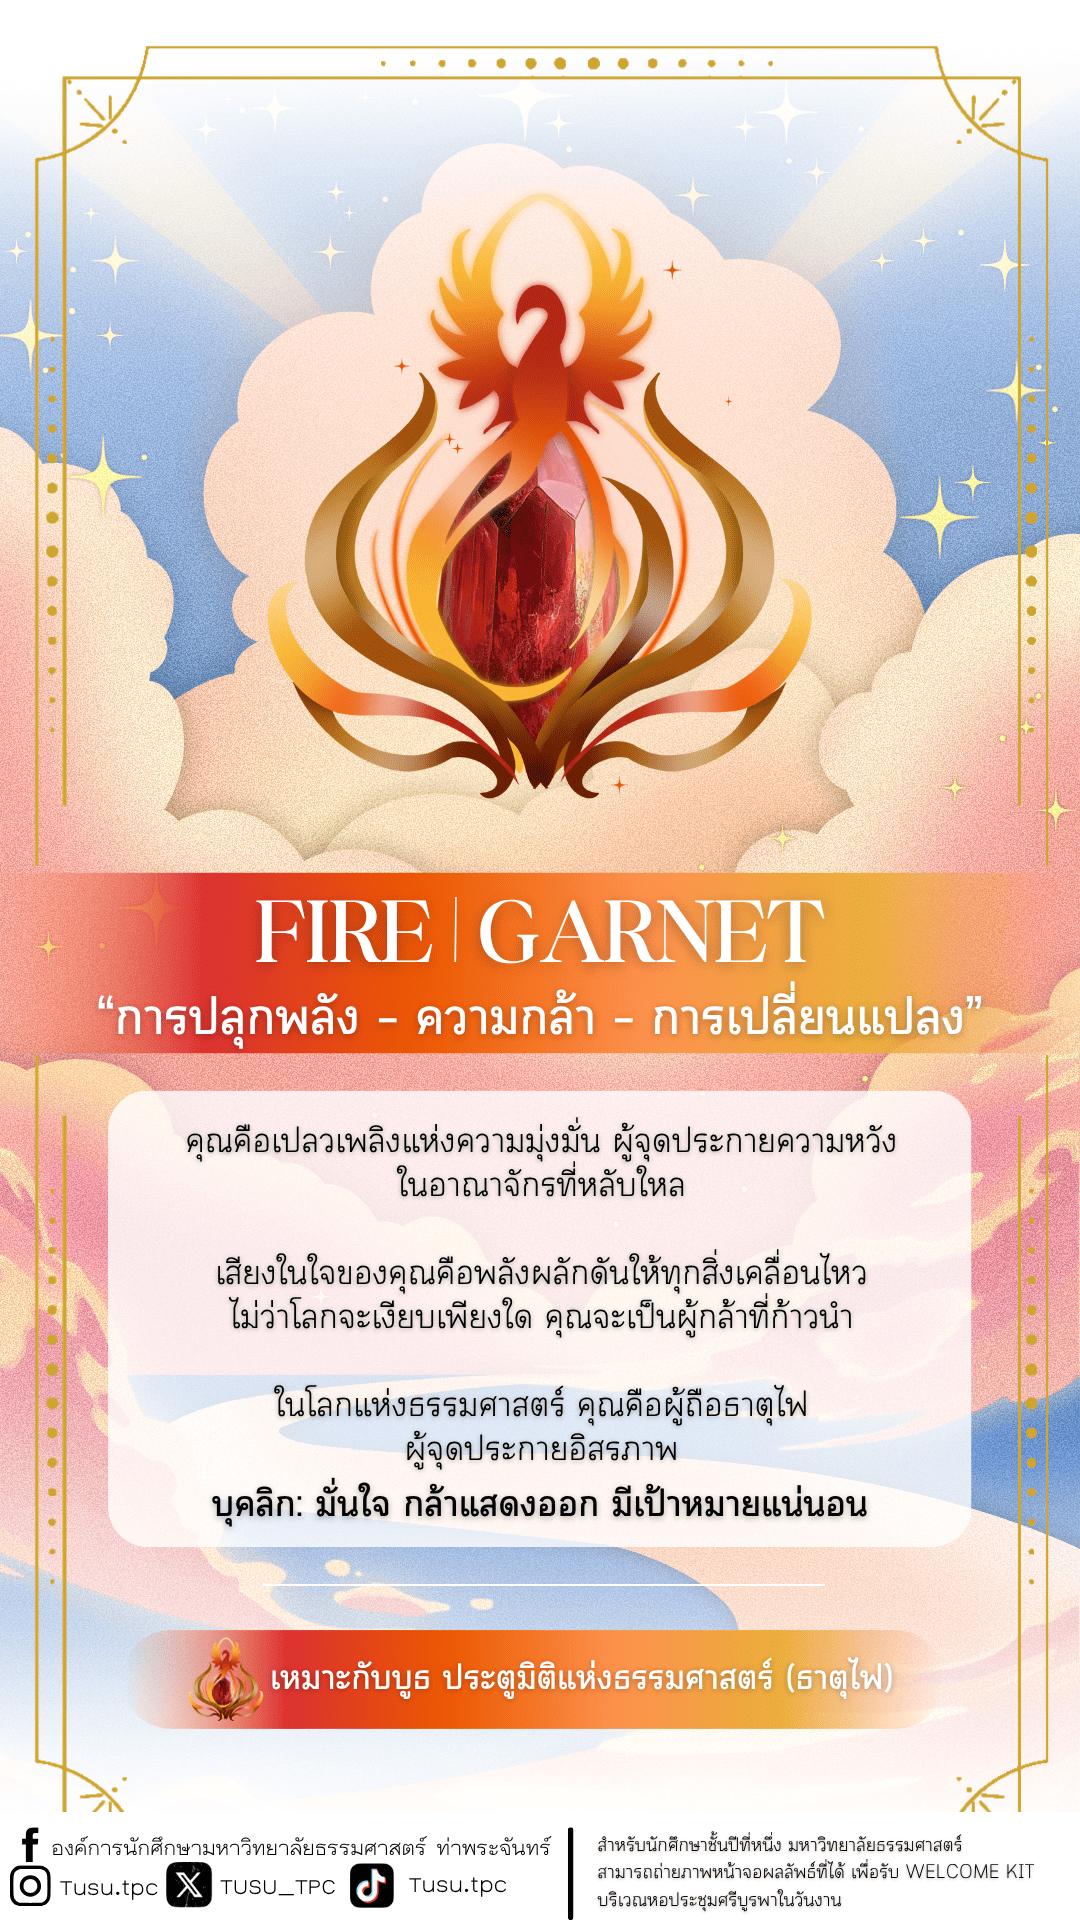 FIRE | GARNET
“การปลุกพลัง - ความกล้า - การเปลี่ยนแปลง”
คุณคือเปลวเพลิงแห่งความมุ่งมั่น ผู้จุดประกายความหวัง
ในอาณาจักรที่หลับใหล
เสียงในใจของคุณคือพลังผลักดันให้ทุกสิ่งเคลื่อนไหว
ไม่ว่าโลกจะเงียบเพียงใด คุณจะเป็นผู้กล้าที่ก้าวนำ
ในโลกแห่งธรรมศาสตร์ คุณคือผู้ถือธาตุไฟ
ผู้จุดประกายอิสรภาพ
บุคลิก: มั่นใจ กล้าแสดงออก มีเป้าหมายแน่นอน
เหมาะกับบูธ ประตูมิติแห่งธรรมศาสตร์ (ธาตุไฟ)
องค์การนักศึกษามหาวิทยาลัยธรรมศาสตร์ ท่าพระจันทร์
Tusu.tpc TUSU_TPC Tusu.tpc
สำหรับนักศึกษาชั้นปีที่หนึ่ง มหาวิทยาลัยธรรมศาสตร์
สามารถถ่ายภาพหน้าจอผลลัพธ์ที่ได้ เพื่อรับ WELCOME KIT
บริเวณหอประชุมศรีบูรพาในวันงาน